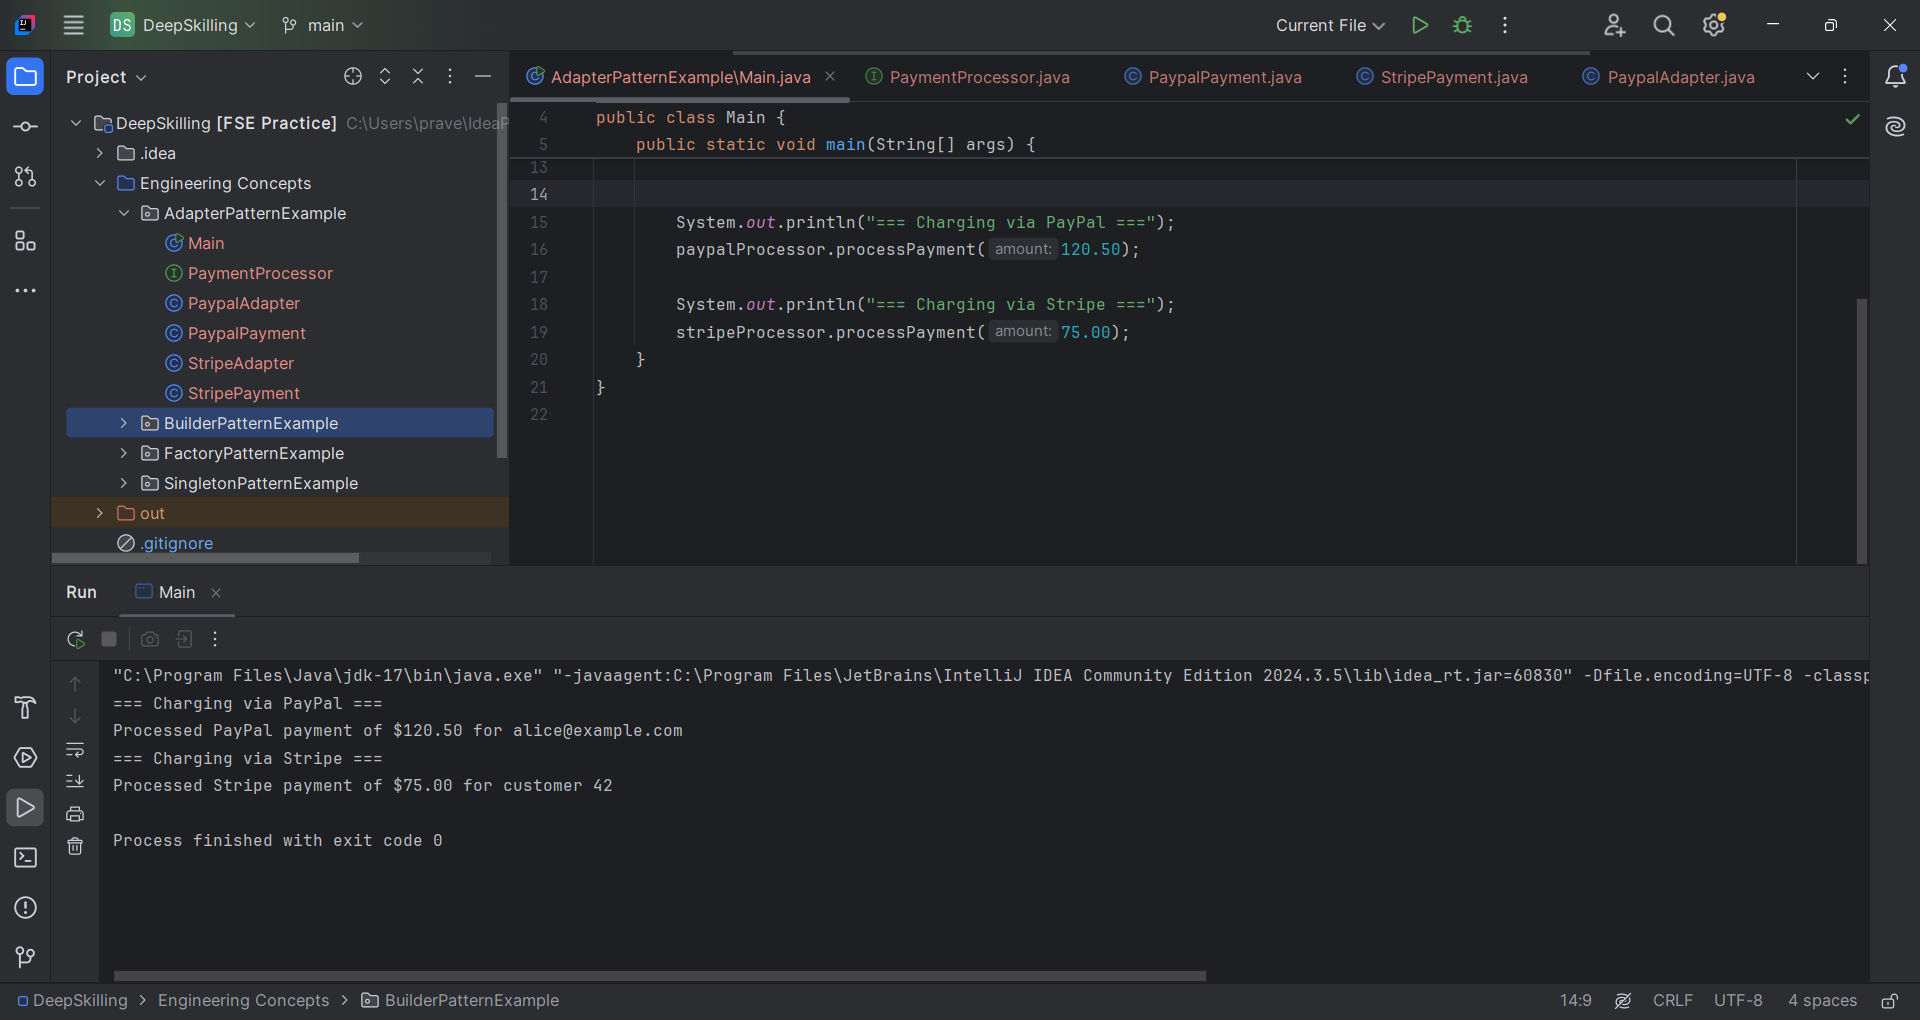 DS DeepSkilling main Current File
Project
AdapterPatternExample\Main.java PaymentProcessor.java PaypalPayment.java StripePayment.java PaypalAdapter.java
DeepSkilling [FSE Practice] C:\Users\prave\IdeaP
.idea
Engineering Concepts
AdapterPatternExample
Main
PaymentProcessor
PaypalAdapter
PaypalPayment
StripeAdapter
StripePayment
BuilderPatternExample
FactoryPatternExample
SingletonPatternExample
out
.gitignore
4 public class Main {
5 public static void main(String[] args) {
13
14
15 System.out.println("=== Charging via PayPal ===");
16 paypalProcessor.processPayment( amount: 120.50);
17
18 System.out.println("=== Charging via Stripe ===");
19 stripeProcessor.processPayment( amount: 75.00);
20 }
21 }
22
Run Main
"C:\Program Files\Java\jdk-17\bin\java.exe" "-javaagent:C:\Program Files\JetBrains\IntelliJ IDEA Community Edition 2024.3.5\lib\idea_rt.jar=60830" -Dfile.encoding=UTF-8 -classp
=== Charging via PayPal ===
Processed PayPal payment of $120.50 for alice@example.com
=== Charging via Stripe ===
Processed Stripe payment of $75.00 for customer 42
Process finished with exit code 0
DeepSkilling > Engineering Concepts > BuilderPatternExample 14:9 CRLF UTF-8 4 spaces